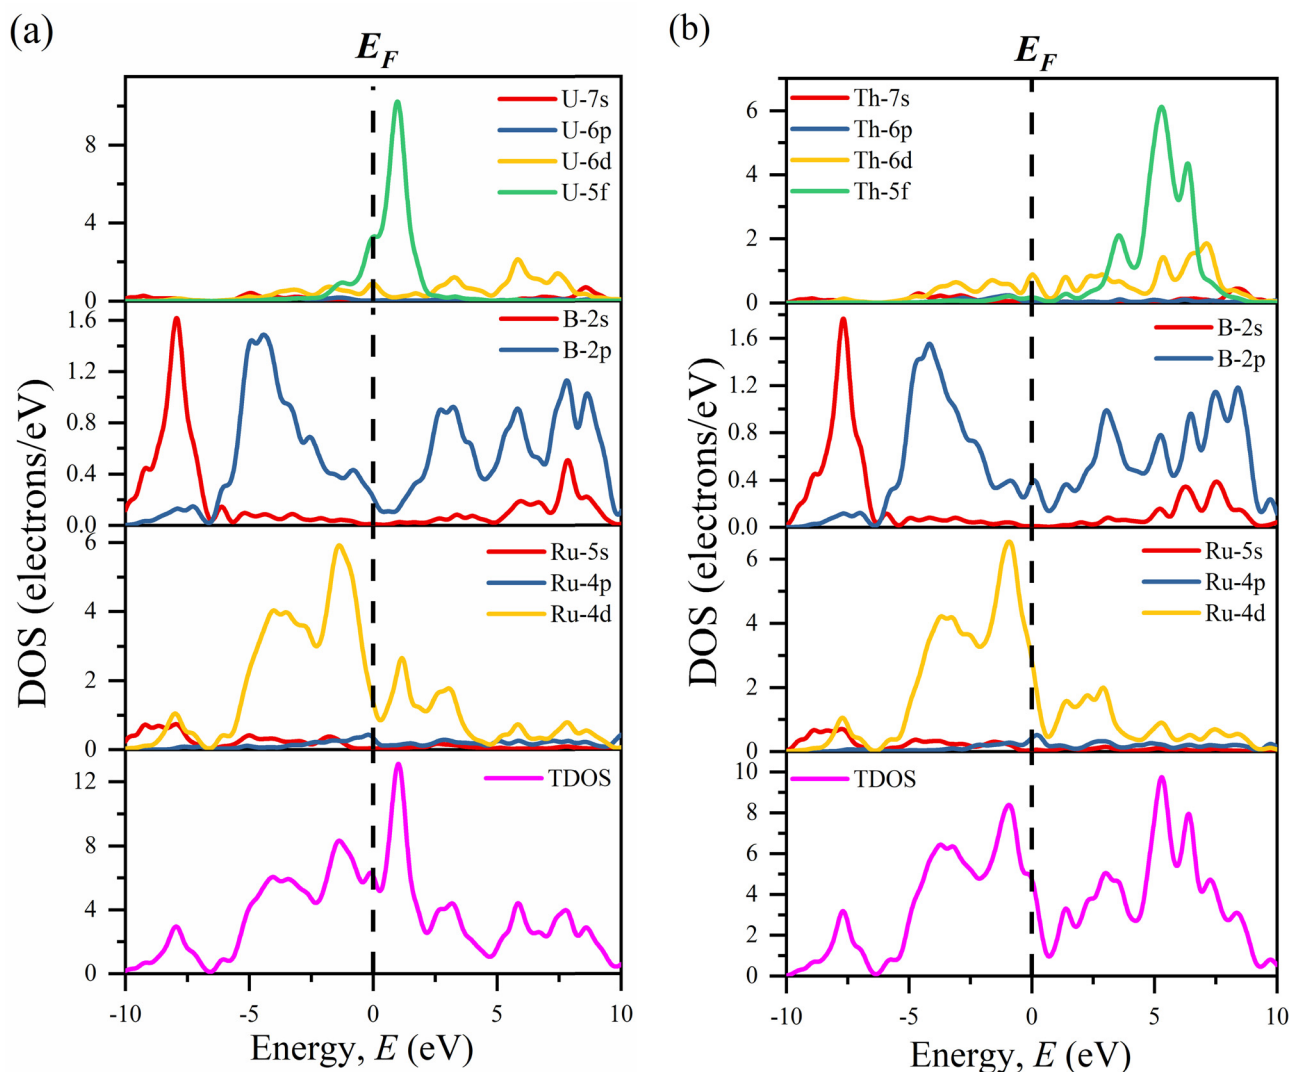 (a)
E_F
U-7s
U-6p
U-6d
U-5f
8
4
0
B-2s
B-2p
1.6
1.2
0.8
0.4
0.0
Ru-5s
Ru-4p
Ru-4d
6
4
2
0
TDOS
12
8
4
0
-10
-5
0
5
10
DOS (electrons/eV)
Energy, E (eV)
(b)
E_F
Th-7s
Th-6p
Th-6d
Th-5f
6
4
2
0
B-2s
B-2p
1.6
1.2
0.8
0.4
0.0
Ru-5s
Ru-4p
Ru-4d
6
4
2
0
TDOS
10
8
6
4
2
0
-10
-5
0
5
10
DOS (electrons/eV)
Energy, E (eV)